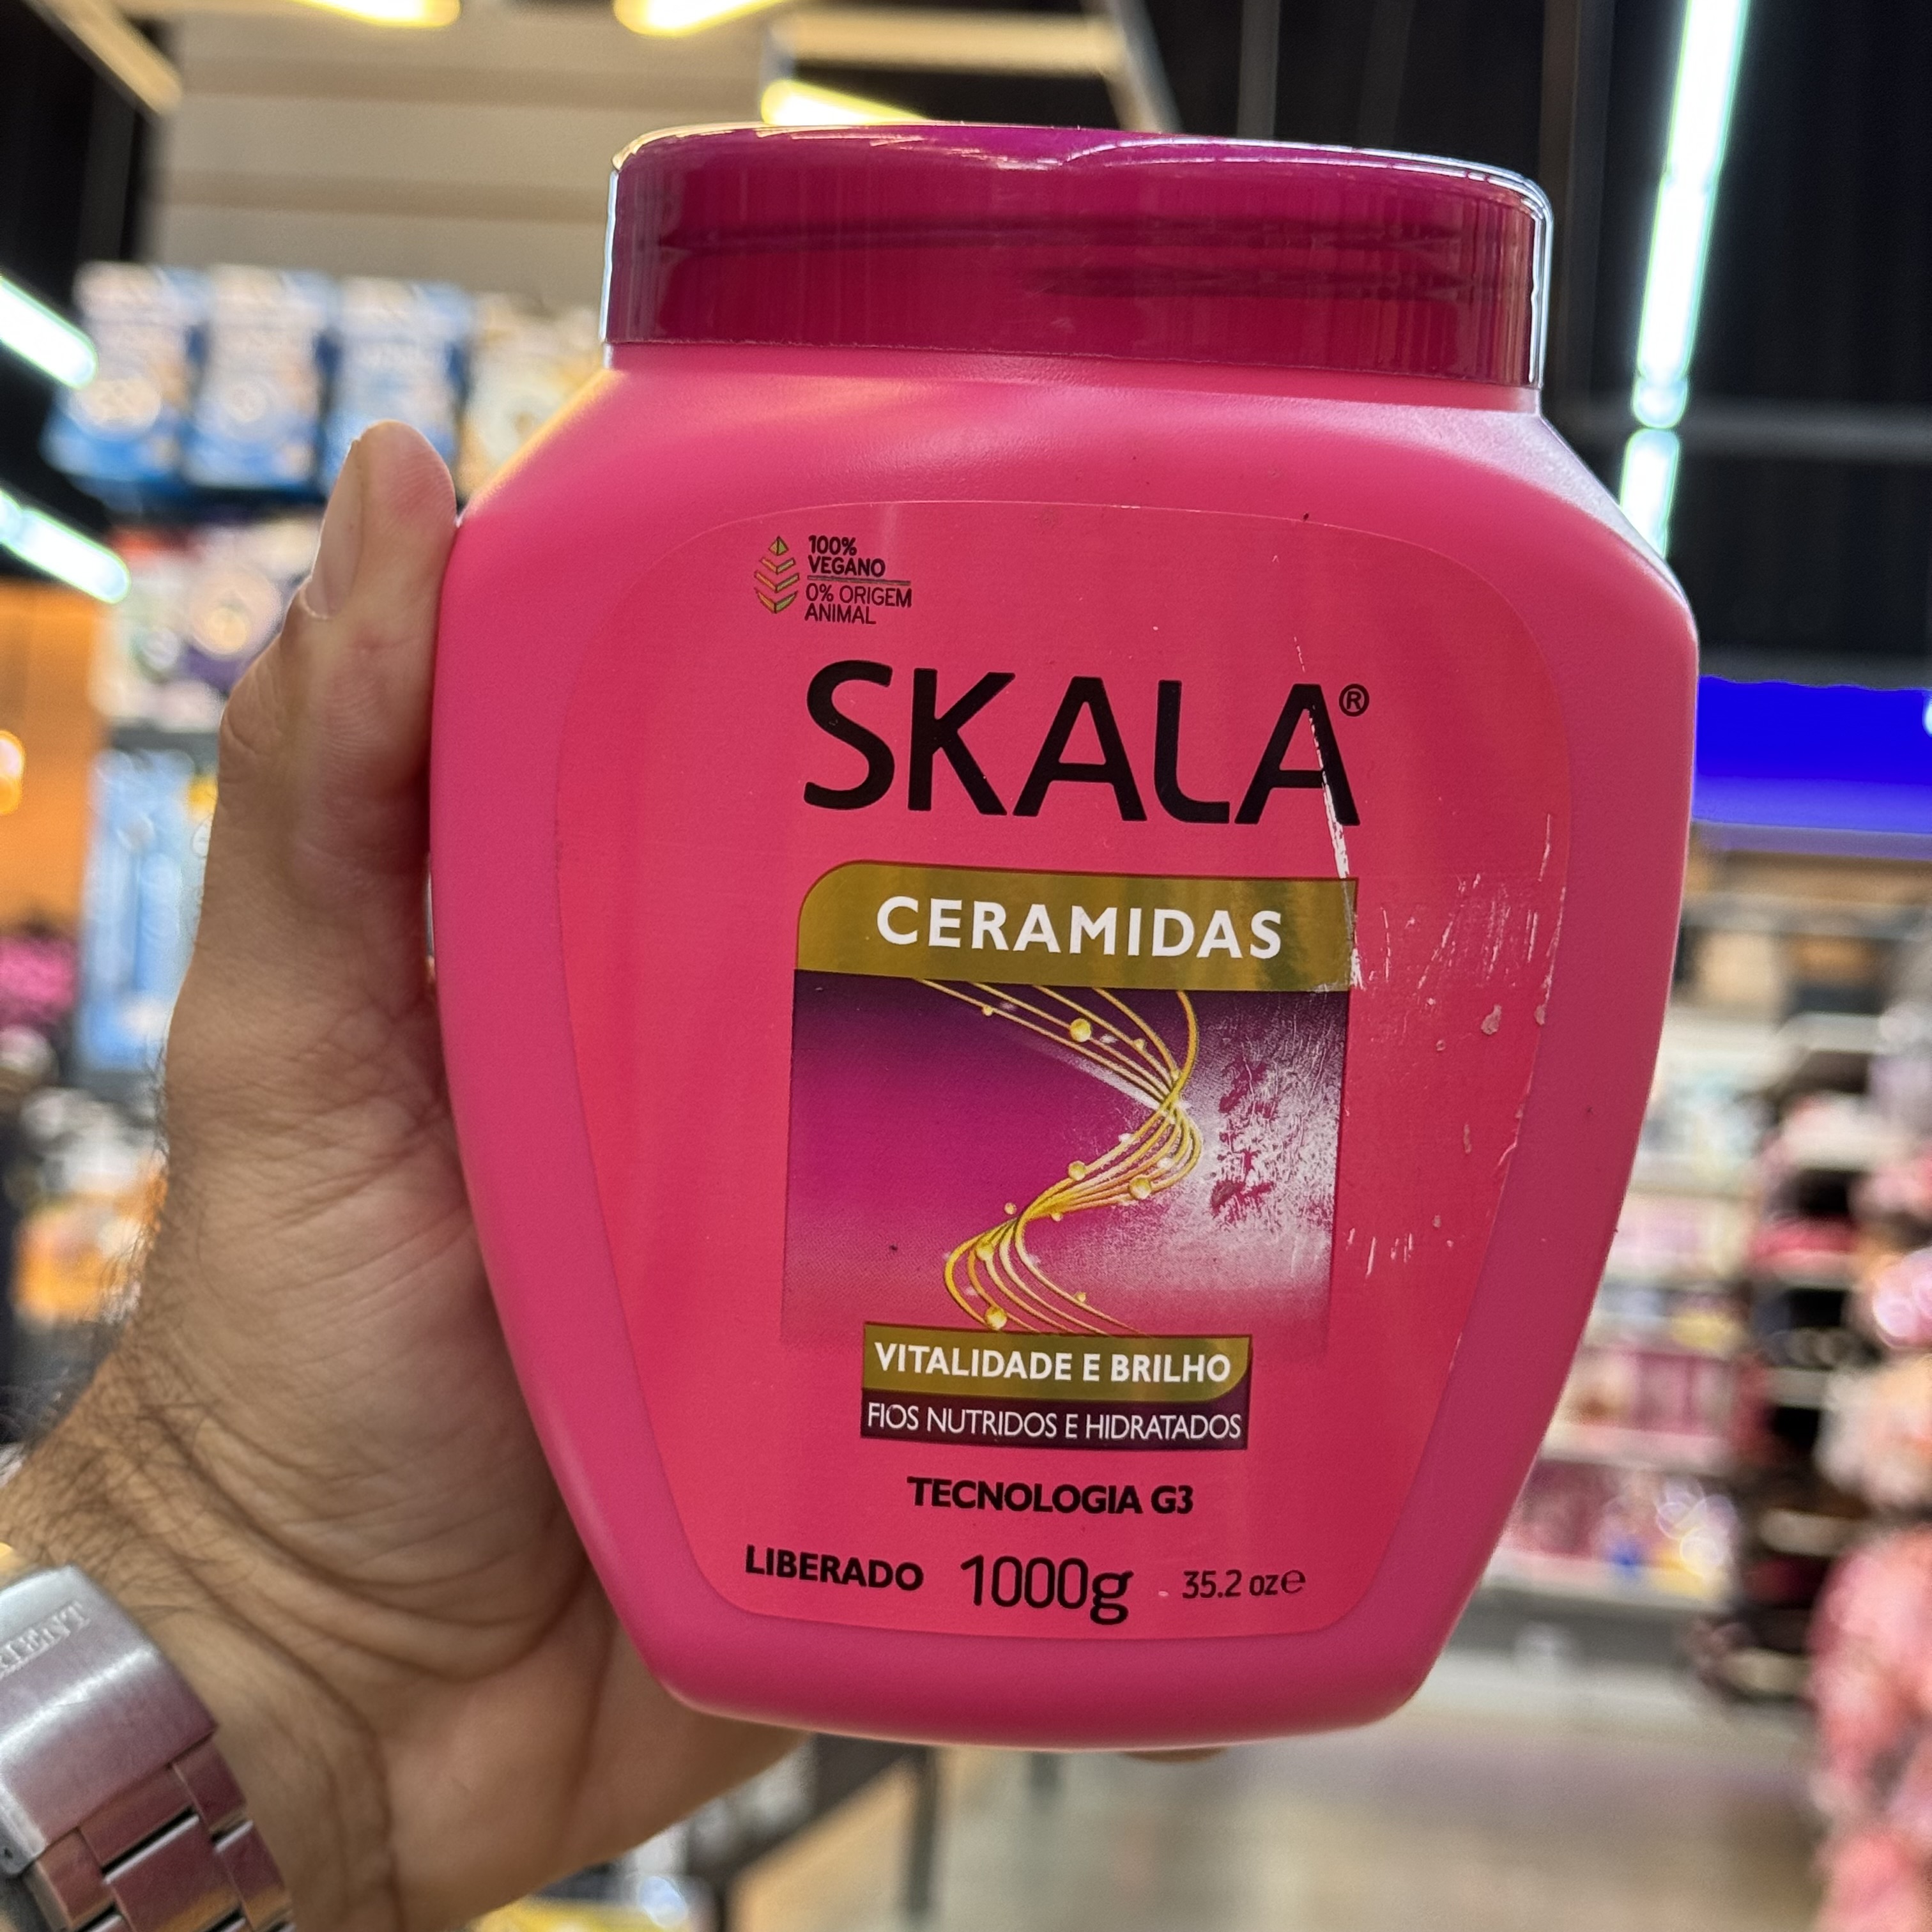 100%
VEGANO
0% ORIGEM
ANIMAL
SKALA®
CERAMIDAS
VITALIDADE E BRILHO
FIOS NUTRIDOS E HIDRATADOS
TECNOLOGIA G3
LIBERADO 1000g 35.2 oz℮